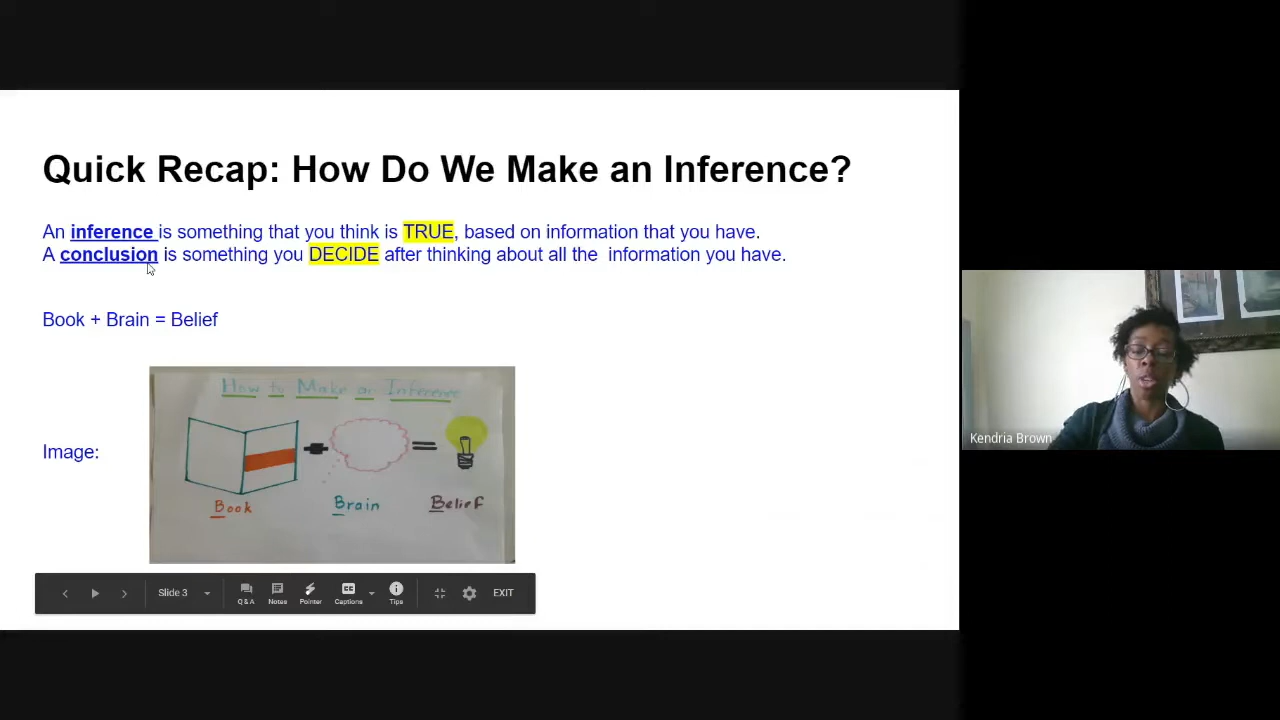 Quick Recap: How Do We Make an Inference?
An inference is something that you think is TRUE, based on information that you have.
A conclusion is something you DECIDE after thinking about all the  information you have.
Book + Brain = Belief
How to Make an Inference
Image:
Book Brain Belief
Slide 3
Q & A Notes Pointer Captions Tips
EXIT
CC
Kendria Brown